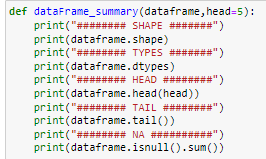 def dataFrame_summary(dataframe,head=5):
    print("######## SHAPE #######")
    print(dataframe.shape)
    print("######## TYPES ########")
    print(dataframe.dtypes)
    print("######## HEAD ########")
    print(dataframe.head(head))
    print("######## TAIL ########")
    print(dataframe.tail())
    print("######## NA ##########")
    print(dataframe.isnull().sum())